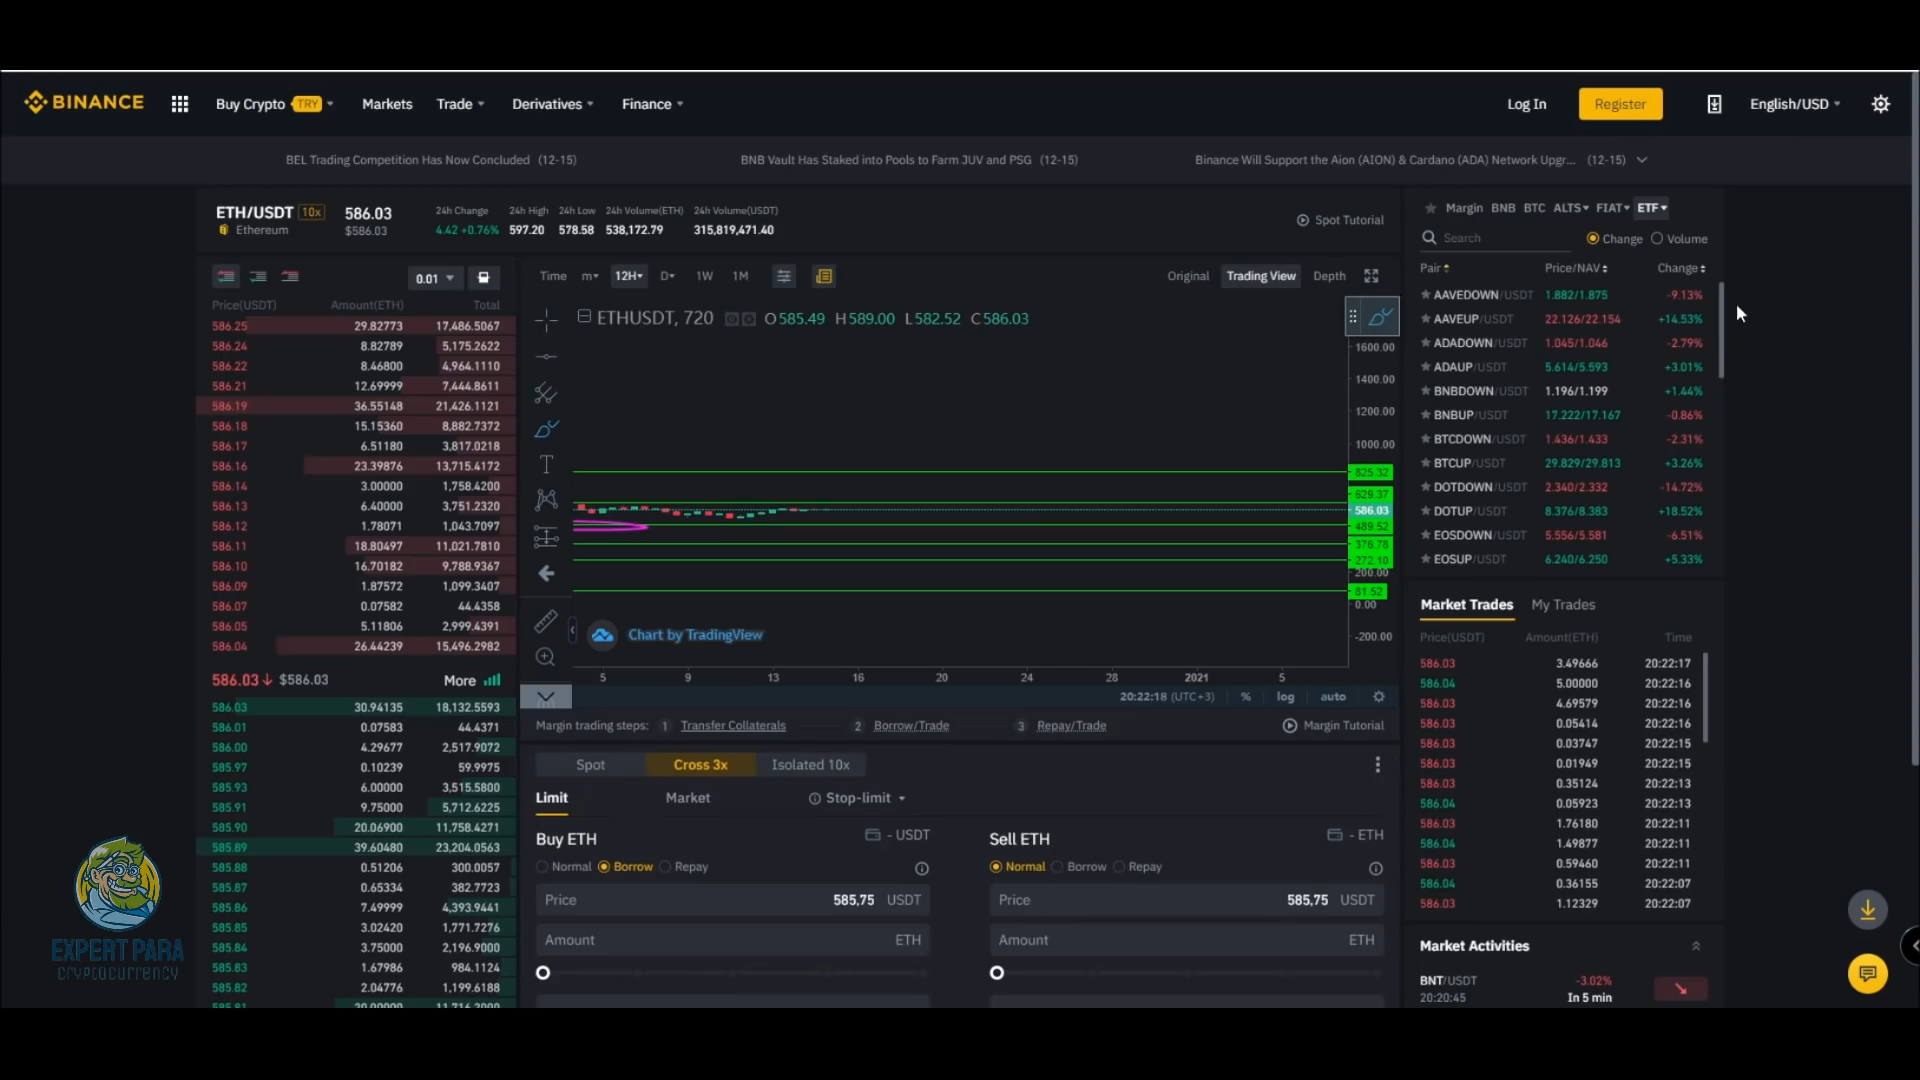 BINANCE
Buy Crypto TRY Markets Trade Derivatives Finance Log In Register English/USD
BEL Trading Competition Has Now Concluded (12-15) BNB Vault Has Staked into Pools to Farm JUV and PSG (12-15) Binance Will Support the Aion (AION) & Cardano (ADA) Network Upgr... (12-15)
ETH/USDT 10x 586.03 24h Change 24h High 24h Low 24h Volume(ETH) 24h Volume(USDT)
Ethereum $586.03 4.42 +0.76% 597.20 578.58 538,172.79 315,819,471.40
Spot Tutorial
0.01
Price(USDT) Amount(ETH) Total
586.25 29.82773 17,486.5067
586.24 8.82789 5,175.2622
586.22 8.46800 4,964.1110
586.21 12.69999 7,444.8611
586.19 36.55148 21,426.1121
586.18 15.15360 8,882.7372
586.17 6.51180 3,817.0218
586.16 23.39876 13,715.4172
586.14 3.00000 1,758.4200
586.13 6.40000 3,751.2320
586.12 1.78071 1,043.7097
586.11 18.80497 11,021.7810
586.10 16.70182 9,788.9367
586.09 1.87572 1,099.3407
586.07 0.07582 44.4358
586.05 5.11806 2,999.4391
586.04 26.44239 15,496.2982
586.03 $586.03 More
586.03 30.94135 18,132.5593
586.01 0.07583 44.4371
586.00 4.29677 2,517.9072
585.97 0.10239 59.9975
585.93 6.00000 3,515.5800
585.91 9.75000 5,712.6225
585.90 20.06900 11,758.4271
585.89 39.60480 23,204.0563
585.88 0.51206 300.0057
585.87 0.65334 382.7723
585.86 7.49999 4,393.9441
585.85 3.02420 1,771.7276
585.84 3.75000 2,196.9000
585.83 1.67986 984.1124
585.82 2.04776 1,199.6188
Time m 12H D 1W 1M Original Trading View Depth
ETHUSDT, 720 O585.49 H589.00 L582.52 C586.03
1600.00
1400.00
1200.00
1000.00
825.32
629.37
586.03
489.52
376.78
272.10
200.00
81.52
0.00
-200.00
Chart by TradingView
5 9 13 16 20 24 28 2021 5
20:22:18 (UTC+3) % log auto
Margin trading steps: 1 Transfer Collaterals 2 Borrow/Trade 3 Repay/Trade Margin Tutorial
Spot Cross 3x Isolated 10x
Limit Market Stop-limit
Buy ETH - USDT
Normal Borrow Repay
Price 585,75 USDT
Amount ETH
Sell ETH - ETH
Normal Borrow Repay
Price 585,75 USDT
Amount ETH
Margin BNB BTC ALTS FIAT ETF
Search Change Volume
Pair Price/NAV Change
AAVEDOWN/USDT 1.882/1.875 -9.13%
AAVEUP/USDT 22.126/22.154 +14.53%
ADADOWN/USDT 1.045/1.046 -2.79%
ADAUP/USDT 5.614/5.593 +3.01%
BNBDOWN/USDT 1.196/1.199 +1.44%
BNBUP/USDT 17.222/17.167 -0.86%
BTCDOWN/USDT 1.436/1.433 -2.31%
BTCUP/USDT 29.829/29.813 +3.26%
DOTDOWN/USDT 2.340/2.332 -14.72%
DOTUP/USDT 8.376/8.383 +18.52%
EOSDOWN/USDT 5.556/5.581 -6.51%
EOSUP/USDT 6.240/6.250 +5.33%
Market Trades My Trades
Price(USDT) Amount(ETH) Time
586.03 3.49666 20:22:17
586.04 5.00000 20:22:16
586.03 4.69579 20:22:16
586.03 0.05414 20:22:16
586.03 0.03747 20:22:15
586.03 0.01949 20:22:15
586.03 0.35124 20:22:13
586.04 0.05923 20:22:13
586.03 1.76180 20:22:11
586.04 1.49877 20:22:11
586.03 0.59460 20:22:11
586.04 0.36155 20:22:07
586.03 1.12329 20:22:07
Market Activities
BNT/USDT -3.02%
20:20:45 In 5 min
EXPERT PARA
CRYPTOCURRENCY